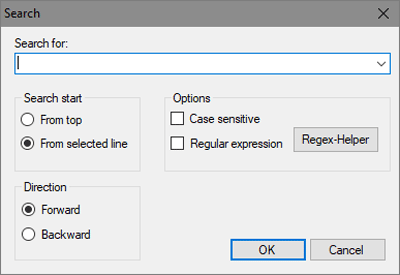 Search
Search for:
Search start
From top
From selected line
Options
Case sensitive
Regular expression
Regex-Helper
Direction
Forward
Backward
OK
Cancel